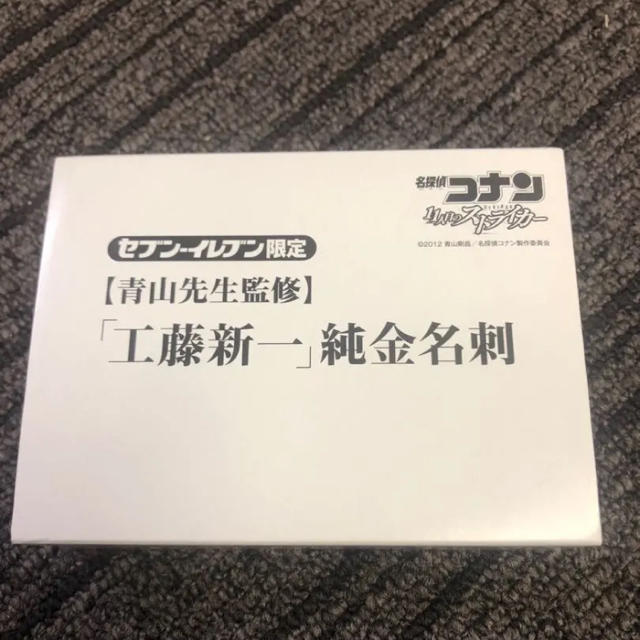 名探偵コナン
11人目のストライカー
©2012 青山剛昌/名探偵コナン製作委員会
セブン-イレブン限定
【青山先生監修】
「工藤新一」純金名刺